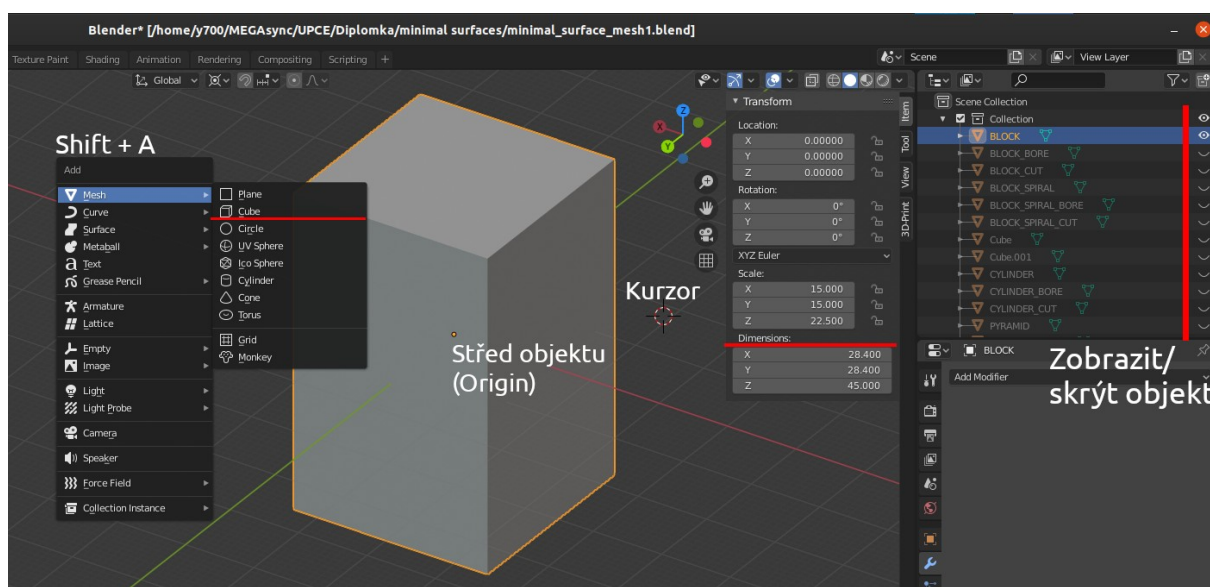 Blender* [/home/y700/MEGAsync/UPCE/Diplomka/minimal surfaces/minimal_surface_mesh1.blend]
Texture Paint Shading Animation Rendering Compositing Scripting +
Scene View Layer
Global
Shift + A
Add
Mesh
Curve
Surface
Metaball
Text
Grease Pencil
Armature
Lattice
Empty
Image
Light
Light Probe
Camera
Speaker
Force Field
Collection Instance
Plane
Cube
Circle
UV Sphere
Ico Sphere
Cylinder
Cone
Torus
Grid
Monkey
Střed objektu
(Origin)
Kurzor
X
Y
Z
Transform
Location:
X 0.00000
Y 0.00000
Z 0.00000
Rotation:
X 0°
Y 0°
Z 0°
XYZ Euler
Scale:
X 15.000
Y 15.000
Z 22.500
Dimensions:
X 28.400
Y 28.400
Z 45.000
Item
Tool
View
3D-Print
Scene Collection
Collection
BLOCK
BLOCK_BORE
BLOCK_CUT
BLOCK_SPIRAL
BLOCK_SPIRAL_BORE
BLOCK_SPIRAL_CUT
Cube
Cube.001
CYLINDER
CYLINDER_BORE
CYLINDER_CUT
PYRAMID
BLOCK
Add Modifier
Zobrazit/
skrýt objekt